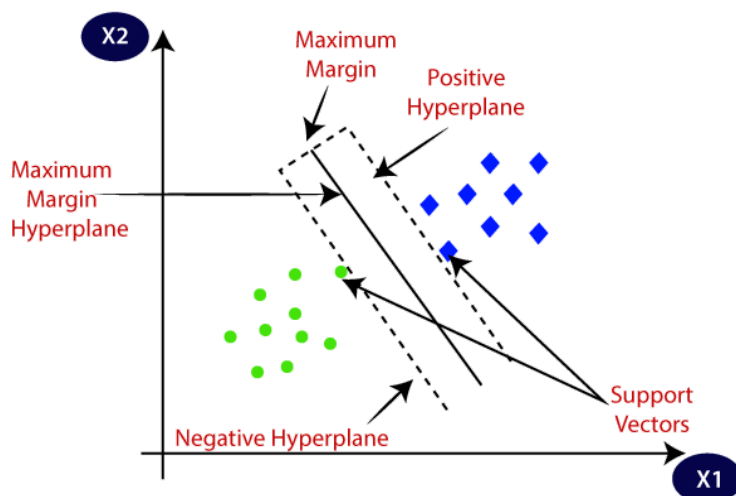 X2
Maximum
Margin
Positive
Hyperplane
Maximum
Margin
Hyperplane
Support
Vectors
Negative Hyperplane
X1